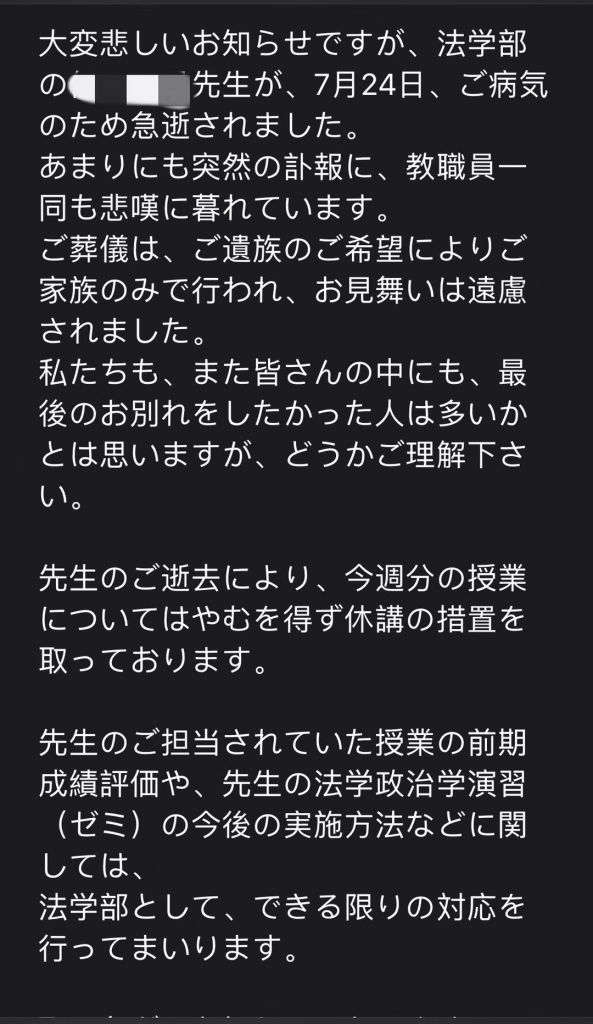 大変悲しいお知らせですが、法学部
の先生が、7月24日、ご病気
のため急逝されました。
あまりにも突然の訃報に、教職員一
同も悲嘆に暮れています。
ご葬儀は、ご遺族のご希望によりご
家族のみで行われ、お見舞いは遠慮
されました。
私たちも、また皆さんの中にも、最
後のお別れをしたかった人は多いか
とは思いますが、どうかご理解下さ
い。
先生のご逝去により、今週分の授業
についてはやむを得ず休講の措置を
取っております。
先生のご担当されていた授業の前期
成績評価や、先生の法学政治学演習
（ゼミ）の今後の実施方法などに関
しては、
法学部として、できる限りの対応を
行ってまいります。